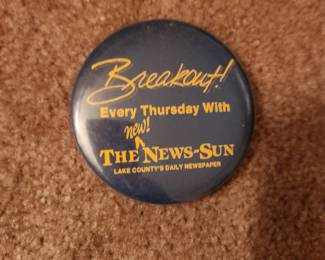 Breakout!
Every Thursday With
new!
THE NEWS-SUN
LAKE COUNTY'S DAILY NEWSPAPER